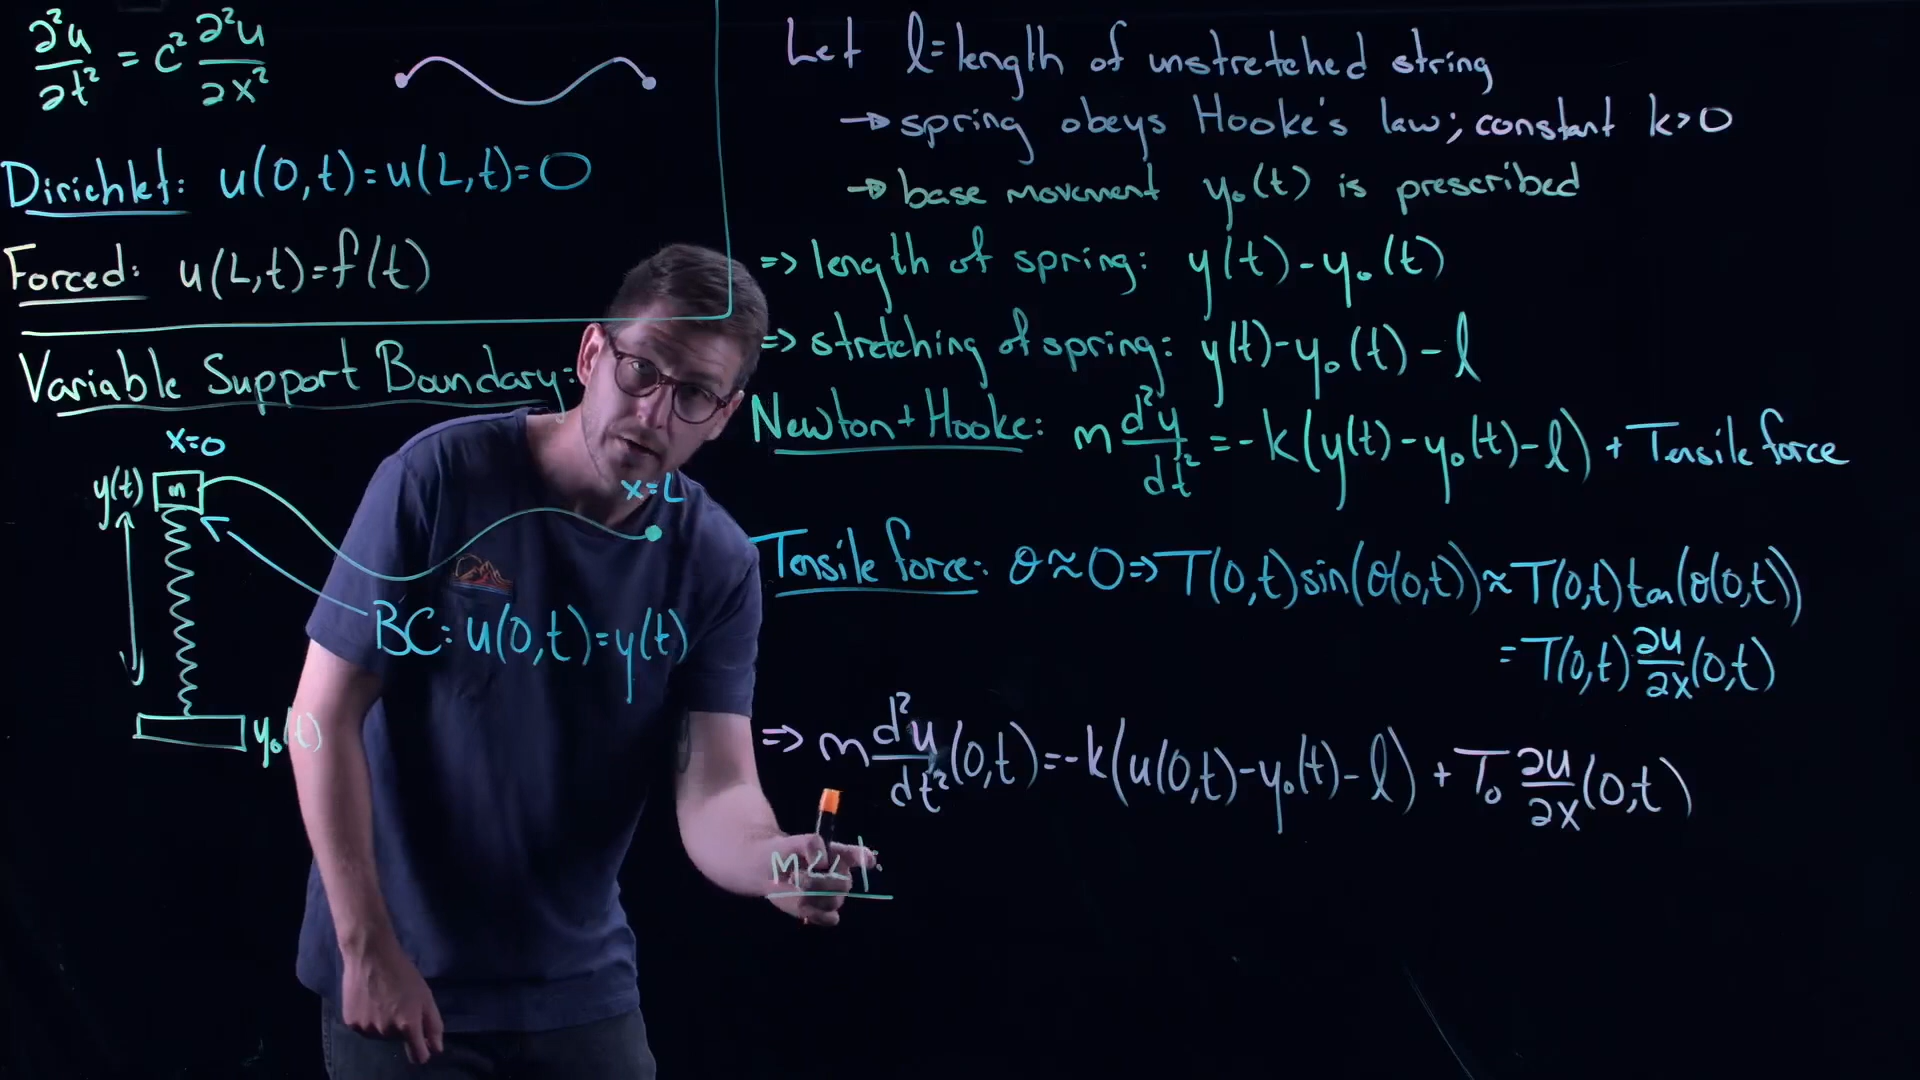 ∂²u/∂t² = c² ∂²u/∂x²
Dirichlet: u(0,t)=u(L,t)=0
Forced: u(L,t)=f(t)
Variable Support Boundary:
x=0
y(t)
m
x=L
BC: u(0,t)=y(t)
y₀(t)
Let l=length of unstretched string
→ spring obeys Hooke's law; constant k>0
→ base movement y₀(t) is prescribed
=> length of spring: y(t)-y₀(t)
=> stretching of spring: y(t)-y₀(t)-l
Newton+Hooke: m d²y/dt² = -k(y(t)-y₀(t)-l) + Tensile force
Tensile force: θ≈0 => T(0,t)sin(θ(0,t)) ≈ T(0,t)tan(θ(0,t))
= T(0,t) ∂u/∂x (0,t)
=> m d²u/dt² (0,t) = -k(u(0,t)-y₀(t)-l) + T₀ ∂u/∂x (0,t)
m<<1: